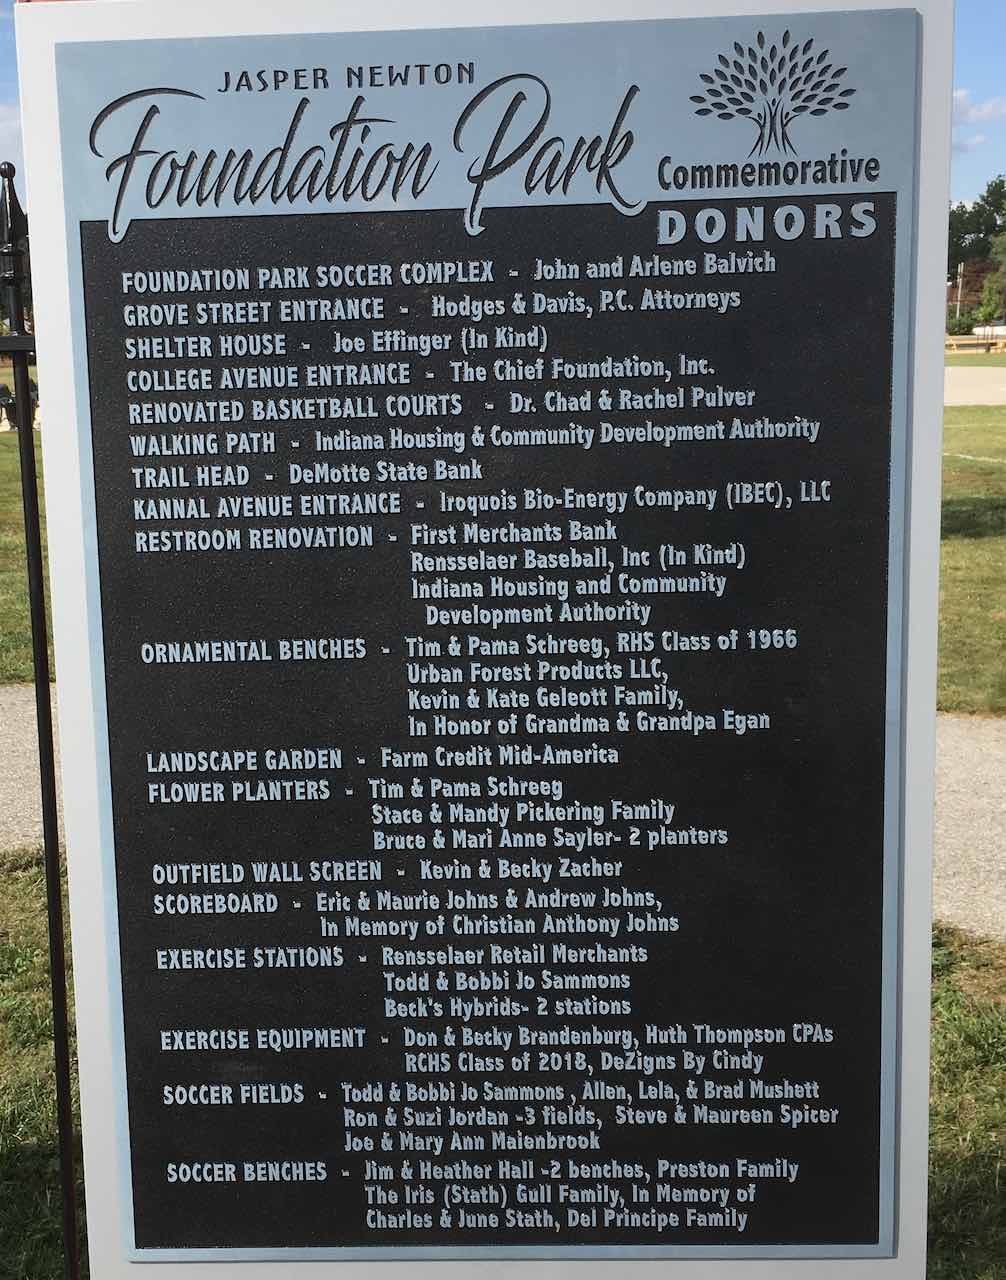 JASPER NEWTON
Foundation Park
Commemorative
DONORS
FOUNDATION PARK SOCCER COMPLEX - John and Arlene Balvich
GROVE STREET ENTRANCE - Hodges & Davis, P.C. Attorneys
SHELTER HOUSE - Joe Effinger (In Kind)
COLLEGE AVENUE ENTRANCE - The Chief Foundation, Inc.
RENOVATED BASKETBALL COURTS - Dr. Chad & Rachel Pulver
WALKING PATH - Indiana Housing & Community Development Authority
TRAIL HEAD - DeMotte State Bank
KANNAL AVENUE ENTRANCE - Iroquois Bio-Energy Company (IBEC), LLC
RESTROOM RENOVATION - First Merchants Bank
Rensselaer Baseball, Inc (In Kind)
Indiana Housing and Community
Development Authority
ORNAMENTAL BENCHES - Tim & Pama Schreeg, RHS Class of 1966
Urban Forest Products LLC,
Kevin & Kate Geleott Family,
In Honor of Grandma & Grandpa Egan
LANDSCAPE GARDEN - Farm Credit Mid-America
FLOWER PLANTERS - Tim & Pama Schreeg
Stace & Mandy Pickering Family
Bruce & Mari Anne Sayler- 2 planters
OUTFIELD WALL SCREEN - Kevin & Becky Zacher
SCOREBOARD - Eric & Maurie Johns & Andrew Johns,
In Memory of Christian Anthony Johns
EXERCISE STATIONS - Rensselaer Retail Merchants
Todd & Bobbi Jo Sammons
Beck's Hybrids- 2 stations
EXERCISE EQUIPMENT - Don & Becky Brandenburg, Huth Thompson CPAs
RCHS Class of 2018, DeZigns By Cindy
SOCCER FIELDS - Todd & Bobbi Jo Sammons , Allen, Lela, & Brad Mushett
Ron & Suzi Jordan -3 fields, Steve & Maureen Spicer
Joe & Mary Ann Maienbrook
SOCCER BENCHES - Jim & Heather Hall -2 benches, Preston Family
The Iris (Stath) Gull Family, In Memory of
Charles & June Stath, Del Principe Family